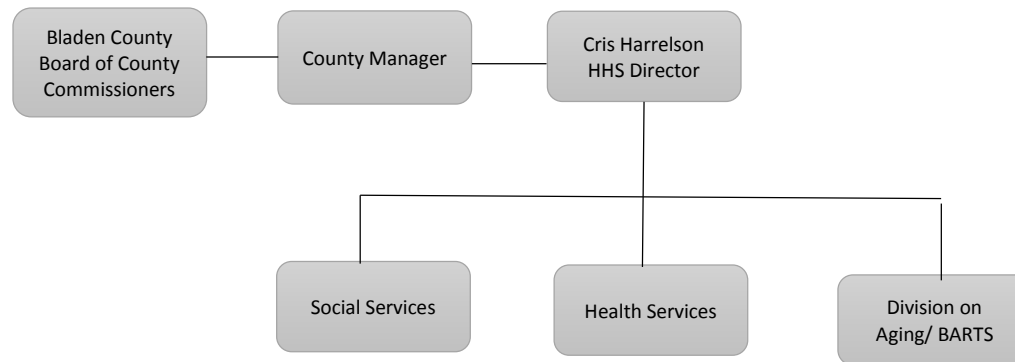 Bladen County
Board of County
Commissioners
County Manager
Cris Harrelson
HHS Director
Social Services
Health Services
Division on
Aging/ BARTS